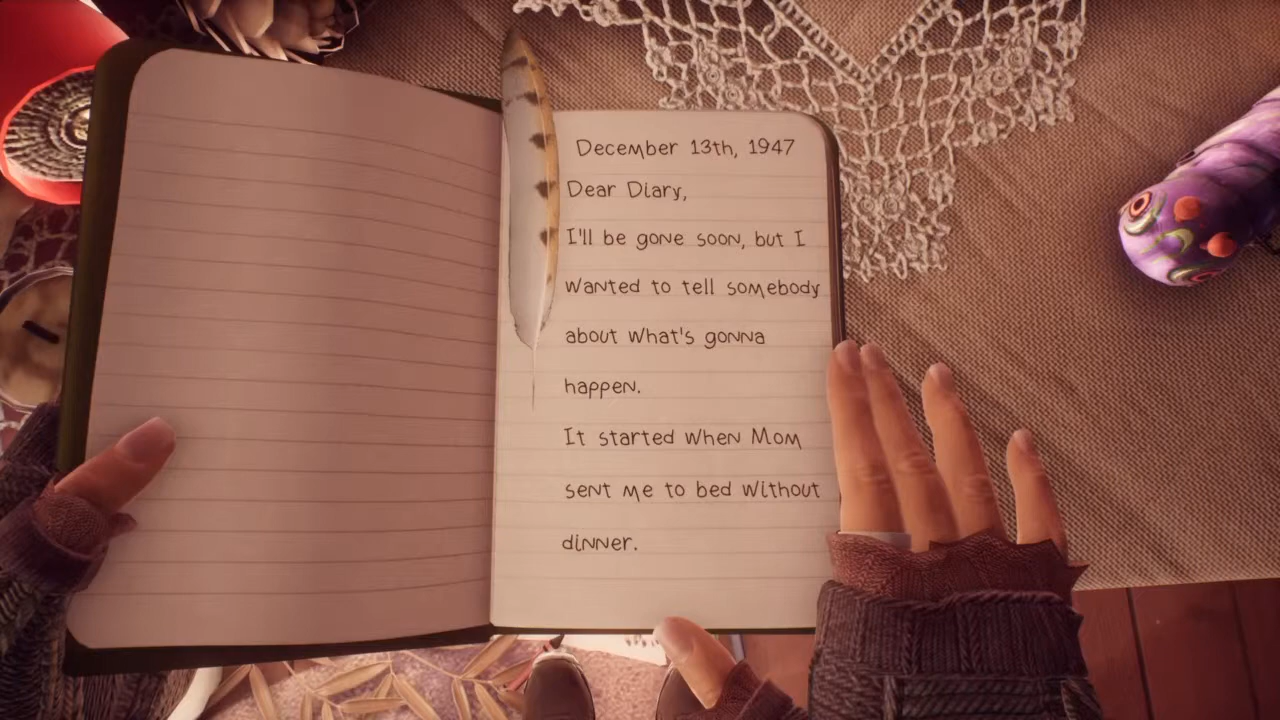 December 13th, 1947
Dear Diary,
I'll be gone soon, but I
wanted to tell somebody
about what's gonna
happen.
It started when Mom
sent me to bed without
dinner.